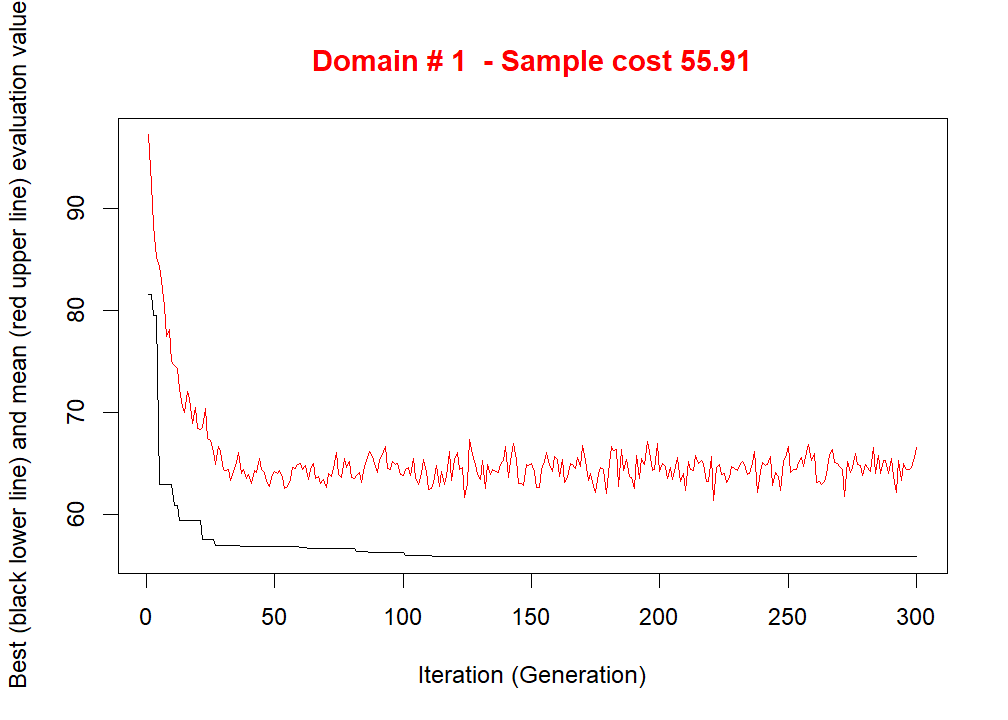 Domain # 1  - Sample cost 55.91
Best (black lower line) and mean (red upper line) evaluation value
90
80
70
60
0 50 100 150 200 250 300
Iteration (Generation)